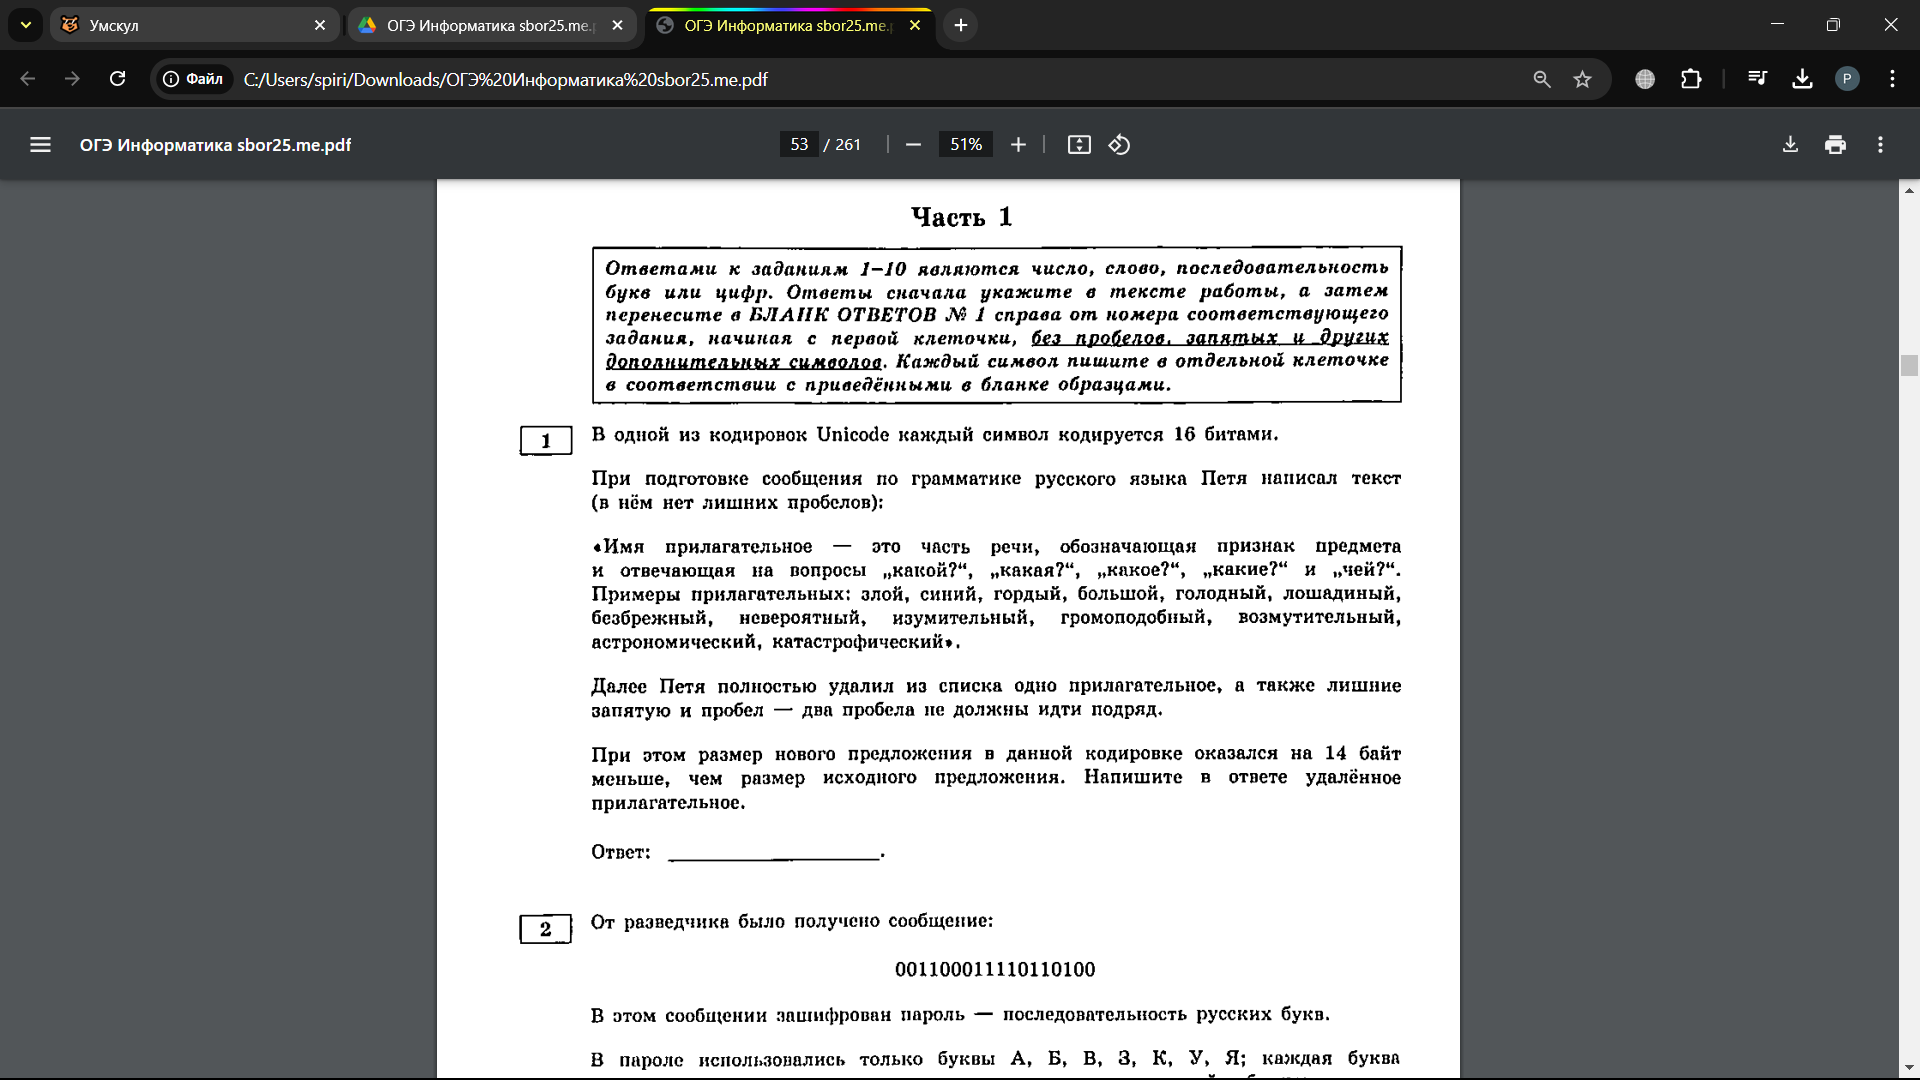 Умскул
ОГЭ Информатика sbor25.me.p
ОГЭ Информатика sbor25.me.p
Файл C:/Users/spiri/Downloads/ОГЭ%20Информатика%20sbor25.me.pdf
P
ОГЭ Информатика sbor25.me.pdf
53 / 261
51%
Часть 1
Ответами к заданиям 1–10 являются число, слово, последовательность
букв или цифр. Ответы сначала укажите в тексте работы, а затем
перенесите в БЛАНК ОТВЕТОВ № 1 справа от номера соответствующего
задания, начиная с первой клеточки, без пробелов, запятых и других
дополнительных символов. Каждый символ пишите в отдельной клеточке
в соответствии с приведёнными в бланке образцами.
1 В одной из кодировок Unicode каждый символ кодируется 16 битами.
При подготовке сообщения по грамматике русского языка Петя написал текст
(в нём нет лишних пробелов):
«Имя прилагательное — это часть речи, обозначающая признак предмета
и отвечающая на вопросы „какой?“, „какая?“, „какое?“, „какие?“ и „чей?“.
Примеры прилагательных: злой, синий, гордый, большой, голодный, лошадиный,
безбрежный, невероятный, изумительный, громоподобный, возмутительный,
астрономический, катастрофический».
Далее Петя полностью удалил из списка одно прилагательное, а также лишние
запятую и пробел — два пробела не должны идти подряд.
При этом размер нового предложения в данной кодировке оказался на 14 байт
меньше, чем размер исходного предложения. Напишите в ответе удалённое
прилагательное.
Ответ: ____________________.
2 От разведчика было получено сообщение:
001100011110110100
В этом сообщении зашифрован пароль — последовательность русских букв.
В пароле использовались только буквы А, Б, В, З, К, У, Я; каждая буква